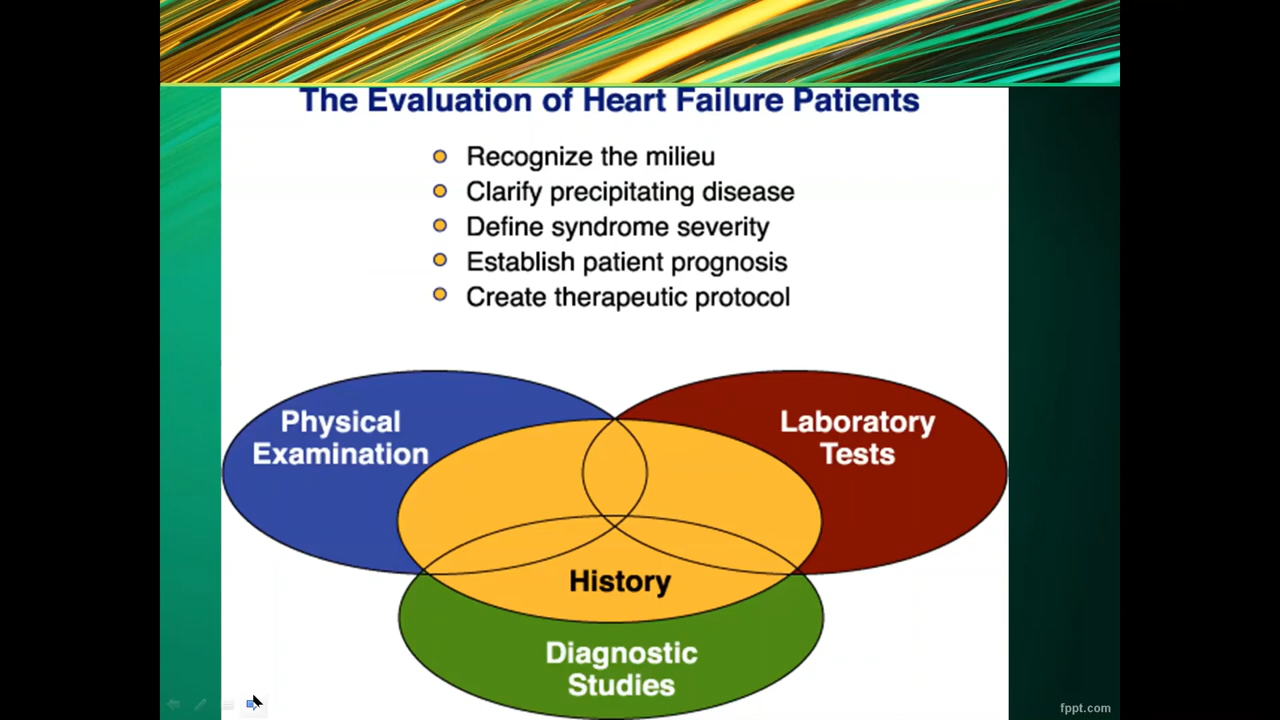 The Evaluation of Heart Failure Patients
Recognize the milieu
Clarify precipitating disease
Define syndrome severity
Establish patient prognosis
Create therapeutic protocol
Physical
Examination
Laboratory
Tests
History
Diagnostic
Studies
fppt.com